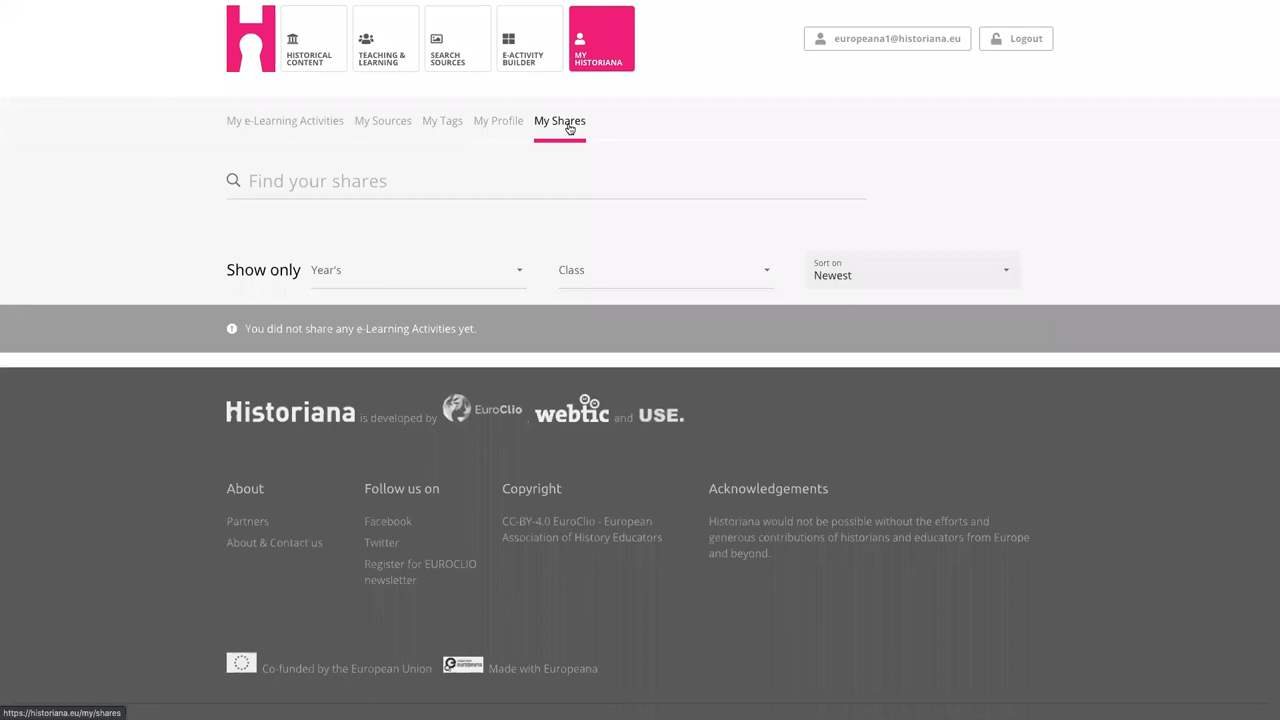 HISTORICAL
CONTENT
TEACHING &
LEARNING
SEARCH
SOURCES
E-ACTIVITY
BUILDER
MY
HISTORIANA
europeana1@historiana.eu
Logout
My e-Learning Activities
My Sources
My Tags
My Profile
My Shares
Find your shares
Show only
Year's
Class
Sort on
Newest
You did not share any e-Learning Activities yet.
Historiana is developed by EuroClio , webtic and USE.
About
Partners
About & Contact us
Follow us on
Facebook
Twitter
Register for EUROCLIO
newsletter
Copyright
CC-BY-4.0 EuroClio - European
Association of History Educators
Acknowledgements
Historiana would not be possible without the efforts and
generous contributions of historians and educators from Europe
and beyond.
Co-funded by the European Union
Made with Europeana
https://historiana.eu/my/shares